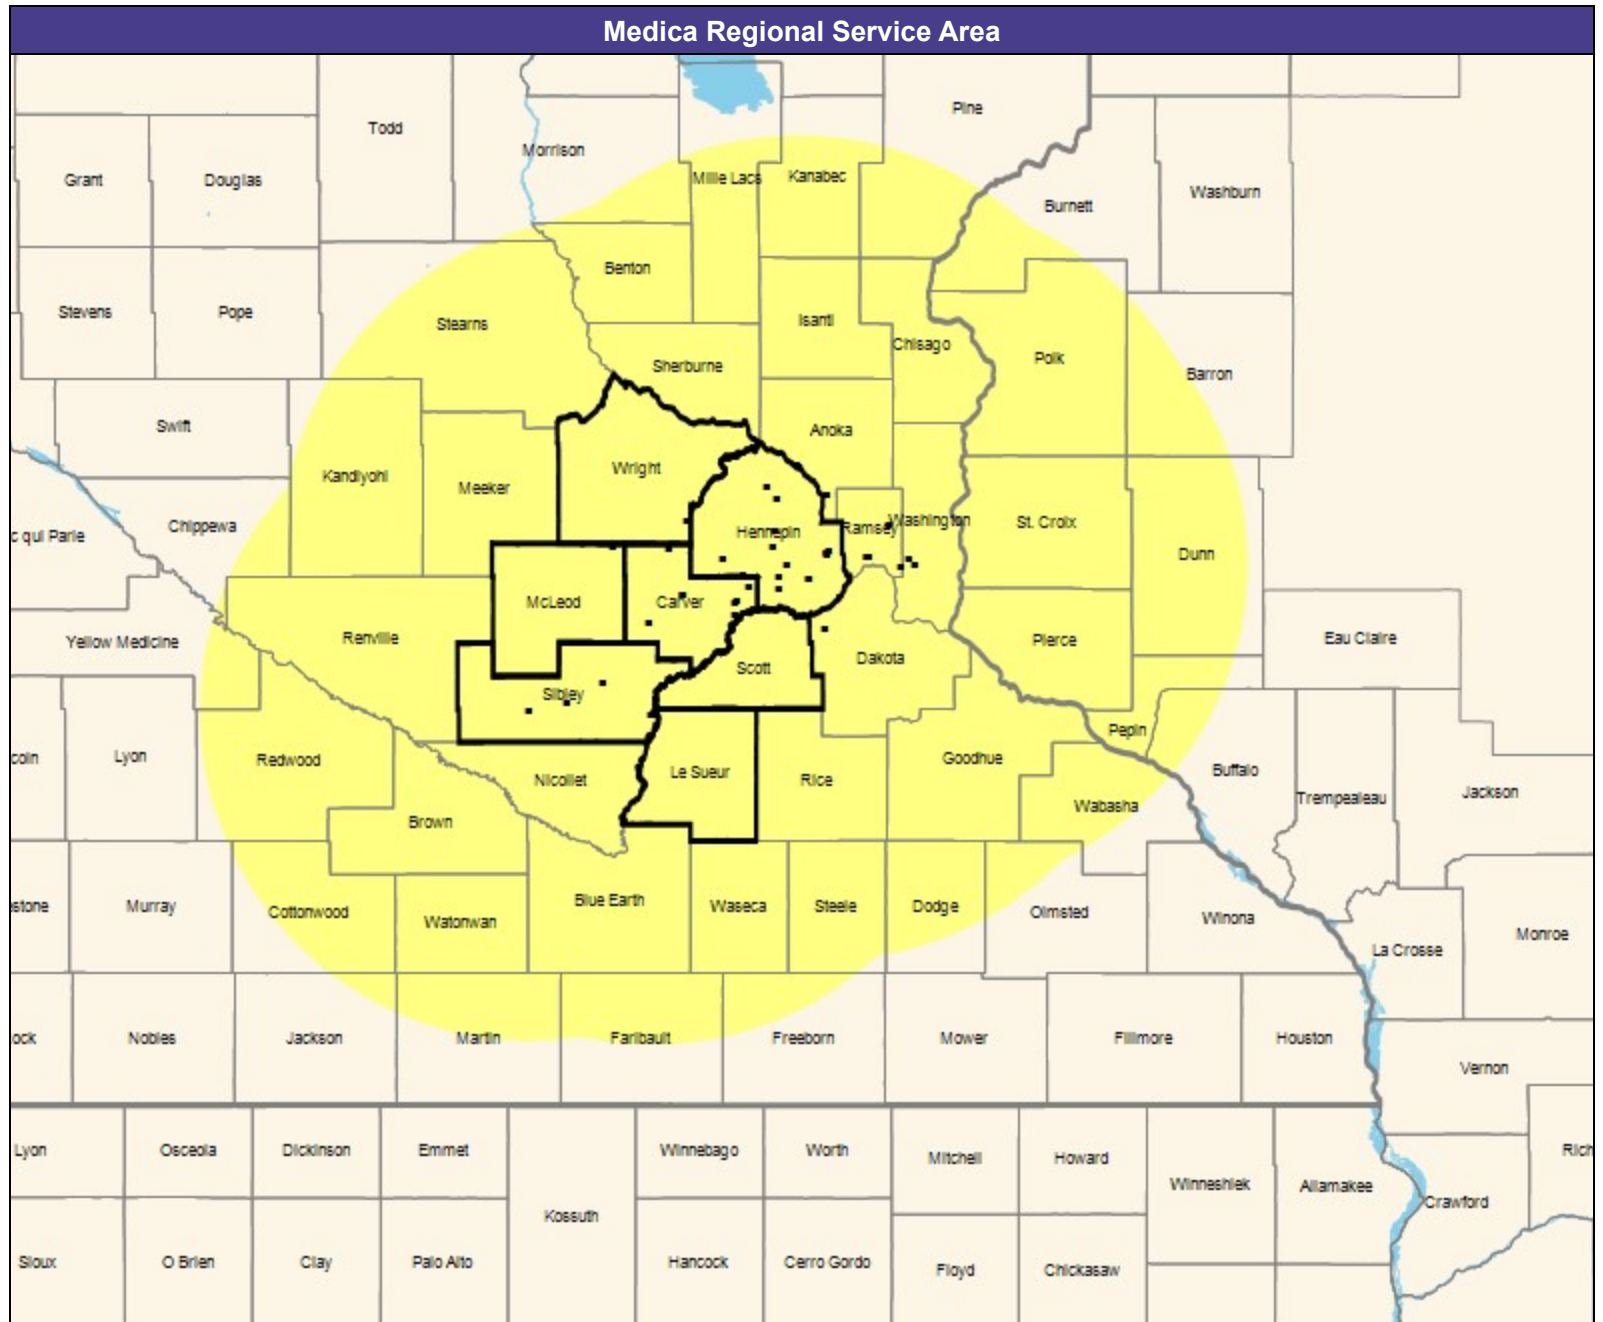 Medica Regional Service Area
Pine
Todd
Morrison
Mille Lacs
Kanabec
Grant
Douglas
Washburn
Burnett
Benton
Stevens
Pope
Stearns
Isanti
Chisago
Polk
Sherburne
Barron
Swift
Anoka
Wright
Kandiyohi
Meeker
Chippewa
Hennepin
Ramsey
Washington
St. Croix
c qui Parle
Dunn
McLeod
Carver
Yellow Medicine
Renville
Pierce
Eau Claire
Scott
Dakota
Sibley
Pepin
coln
Lyon
Redwood
Nicollet
Le Sueur
Rice
Goodhue
Buffalo
Trempealeau
Jackson
Wabasha
Brown
stone
Murray
Cottonwood
Watonwan
Blue Earth
Waseca
Steele
Dodge
Olmsted
Winona
La Crosse
Monroe
ock
Nobles
Jackson
Martin
Faribault
Freeborn
Mower
Fillmore
Houston
Vernon
Lyon
Osceola
Dickinson
Emmet
Winnebago
Worth
Mitchell
Howard
Rich
Winneshiek
Allamakee
Crawford
Kossuth
Sioux
O Brien
Clay
Palo Alto
Hancock
Cerro Gordo
Floyd
Chickasaw